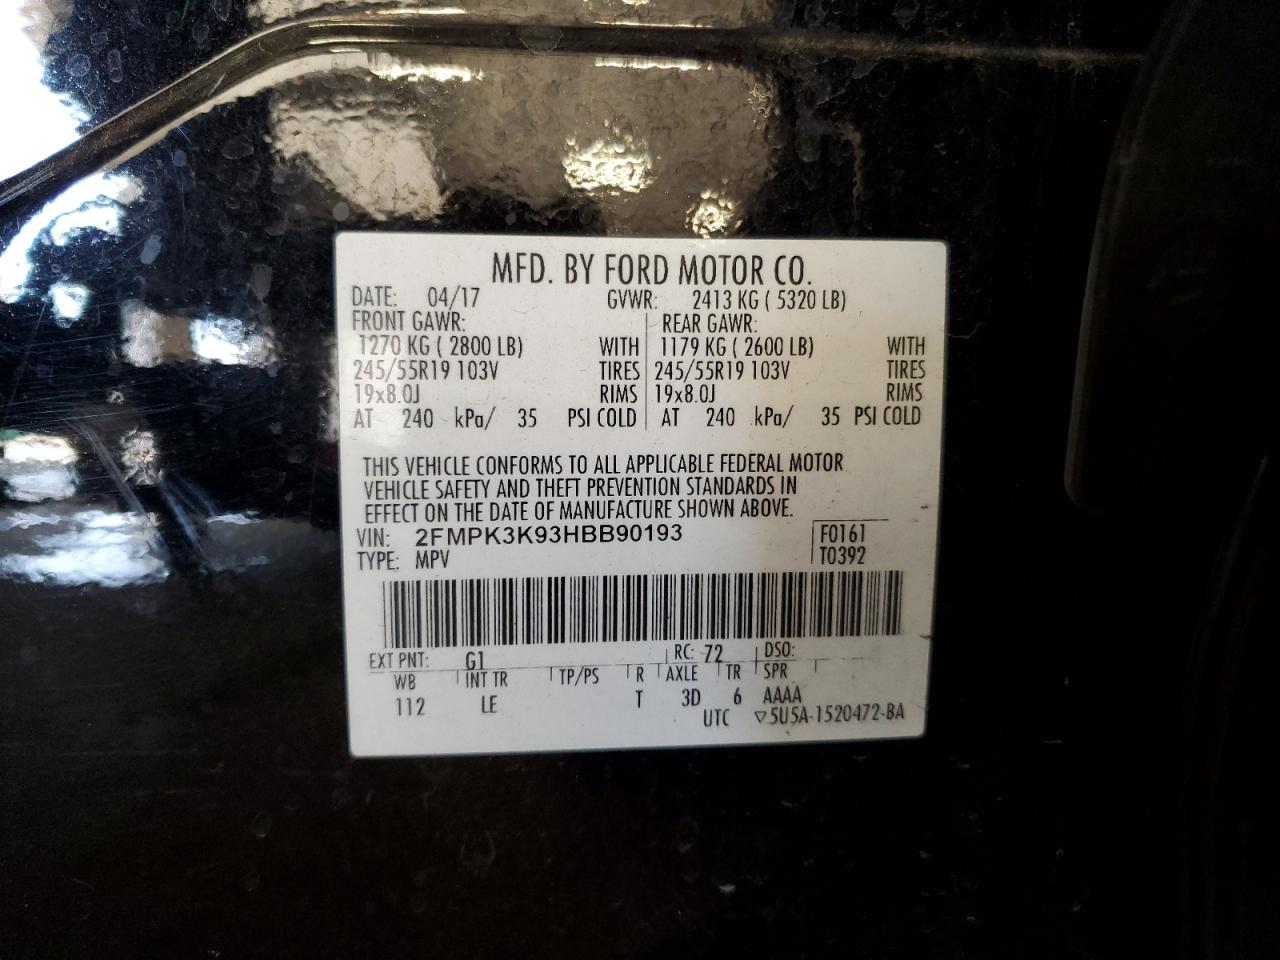 MFD. BY FORD MOTOR CO.
DATE: 04/17 GVWR: 2413 KG ( 5320 LB)
FRONT GAWR: REAR GAWR:
1270 KG ( 2800 LB) WITH 1179 KG ( 2600 LB) WITH
245/55R19 103V TIRES 245/55R19 103V TIRES
19x8.0J RIMS 19x8.0J RIMS
AT 240 kPa/ 35 PSI COLD AT 240 kPa/ 35 PSI COLD
THIS VEHICLE CONFORMS TO ALL APPLICABLE FEDERAL MOTOR
VEHICLE SAFETY AND THEFT PREVENTION STANDARDS IN
EFFECT ON THE DATE OF MANUFACTURE SHOWN ABOVE.
VIN: 2FMPK3K93HBB90193 F0161
TYPE: MPV T0392
EXT PNT: G1 RC: 72 DSO:
WB INT TR TP/PS R AXLE TR SPR
112 LE T 3D 6 AAAA
UTC ▽5U5A-1520472-BA